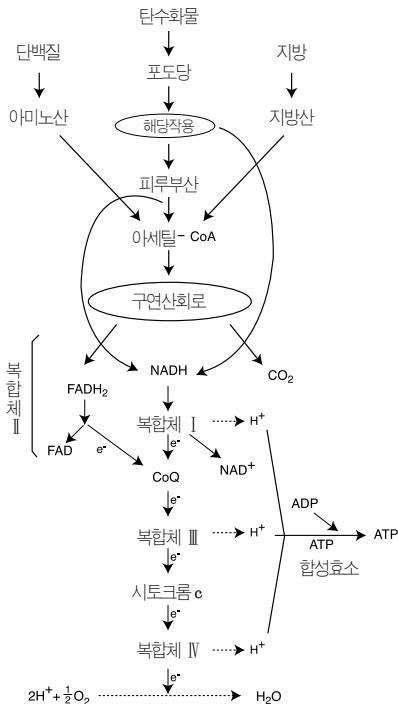 탄수화물
단백질
지방
포도당
아미노산
해당작용
지방산
피루부산
아세틸 - CoA
구연산회로
복합체 Ⅱ
NADH
CO2
FADH2
복합체 Ⅰ
H+
e-
FAD
e-
NAD+
CoQ
e-
ADP
복합체 Ⅲ
H+
ATP
ATP
합성효소
e-
시토크롬 c
e-
복합체 Ⅳ
H+
e-
2H+ + 1/2 O2
H2O